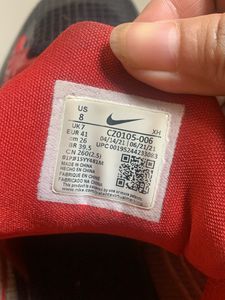 US
8
UK 7
EUR 41
cm 26
BR 39.5
CN 260(2.5)
XH
CZ0105-006
04/14/21 06/21/21
MADE IN CHINA
FABRIQUÉ EN CHINE
HECHO EN CHINA
FABRICADO NA CHINA